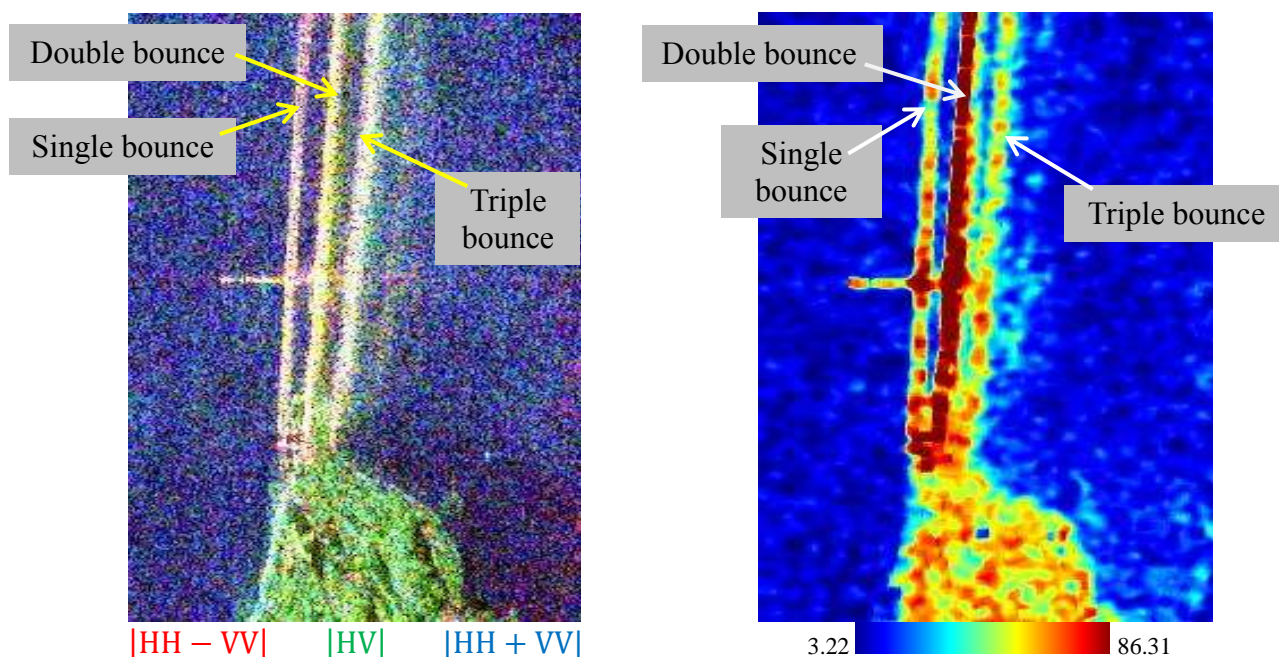 Double bounce
Single bounce
Triple
bounce
|HH − VV|
|HV|
|HH + VV|
Double bounce
Single
bounce
Triple bounce
3.22
86.31